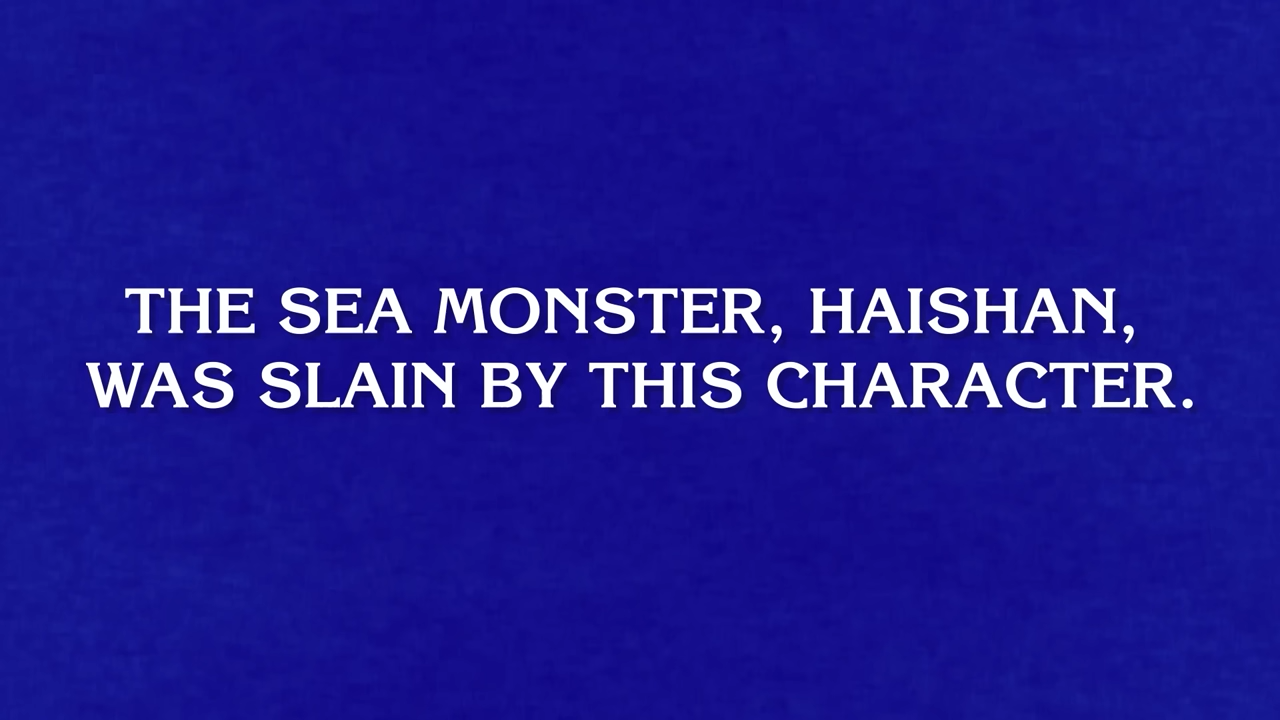 THE SEA MONSTER, HAISHAN,
WAS SLAIN BY THIS CHARACTER.